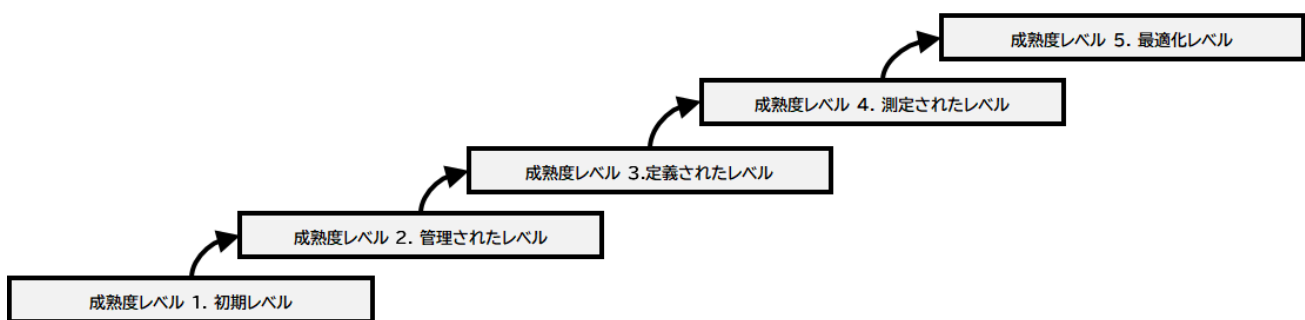 成熟度レベル 5. 最適化レベル
成熟度レベル 4. 測定されたレベル
成熟度レベル 3.定義されたレベル
成熟度レベル 2. 管理されたレベル
成熟度レベル 1. 初期レベル